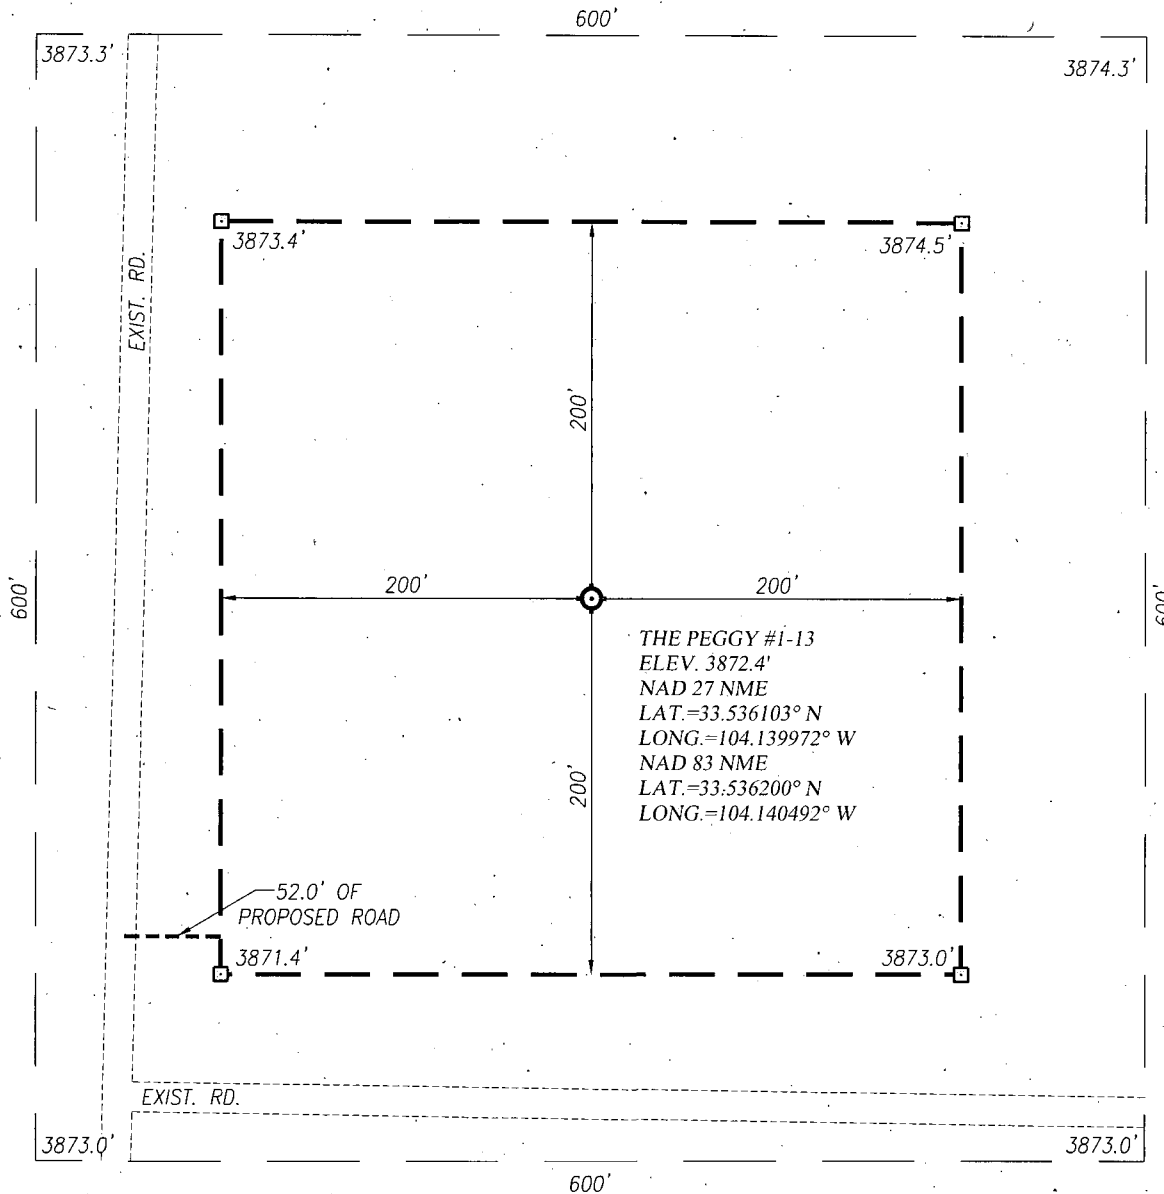 600'
3873.3'
3874.3'
3873.4'
3874.5'
EXIST. RD.
200'
600'
200'
200'
600'
THE PEGGY #1-13
ELEV. 3872.4'
NAD 27 NME
LAT.=33.536103° N
LONG.=104.139972° W
NAD 83 NME
LAT.=33.536200° N
LONG.=104.140492° W
200'
52.0' OF
PROPOSED ROAD
3871.4'
3873.0'
EXIST. RD.
3873.0'
3873.0'
600'